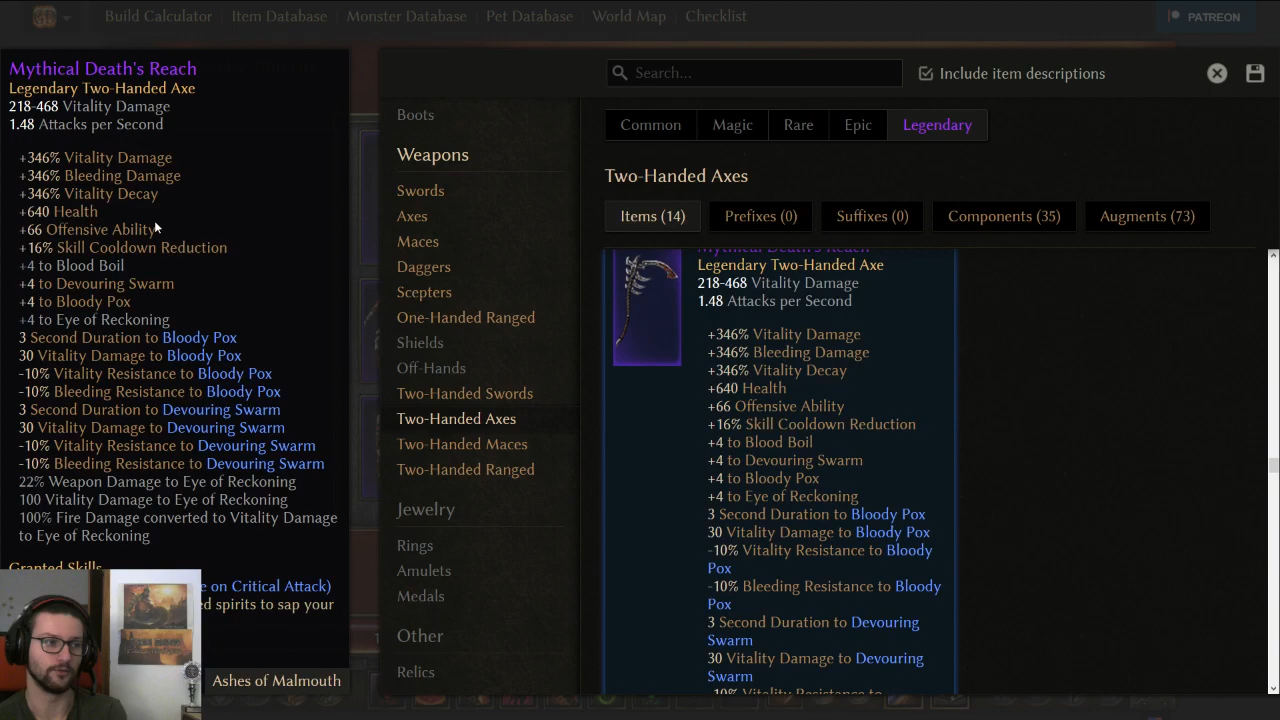 Build Calculator Item Database Monster Database Pet Database World Map Checklist
PATREON
Mythical Death's Reach
Legendary Two-Handed Axe
218-468 Vitality Damage
1.48 Attacks per Second
+346% Vitality Damage
+346% Bleeding Damage
+346% Vitality Decay
+640 Health
+66 Offensive Ability
+16% Skill Cooldown Reduction
+4 to Blood Boil
+4 to Devouring Swarm
+4 to Bloody Pox
+4 to Eye of Reckoning
3 Second Duration to Bloody Pox
30 Vitality Damage to Bloody Pox
-10% Vitality Resistance to Bloody Pox
-10% Bleeding Resistance to Bloody Pox
3 Second Duration to Devouring Swarm
30 Vitality Damage to Devouring Swarm
-10% Vitality Resistance to Devouring Swarm
-10% Bleeding Resistance to Devouring Swarm
22% Weapon Damage to Eye of Reckoning
100 Vitality Damage to Eye of Reckoning
100% Fire Damage converted to Vitality Damage
to Eye of Reckoning
Granted Skills
e on Critical Attack)
ed spirits to sap your
Ashes of Malmouth
Search...
Include item descriptions
Boots
Weapons
Swords
Axes
Maces
Daggers
Scepters
One-Handed Ranged
Shields
Off-Hands
Two-Handed Swords
Two-Handed Axes
Two-Handed Maces
Two-Handed Ranged
Jewelry
Rings
Amulets
Medals
Other
Relics
Common Magic Rare Epic Legendary
Two-Handed Axes
Items (14) Prefixes (0) Suffixes (0) Components (35) Augments (73)
Mythical Death's Reach
Legendary Two-Handed Axe
218-468 Vitality Damage
1.48 Attacks per Second
+346% Vitality Damage
+346% Bleeding Damage
+346% Vitality Decay
+640 Health
+66 Offensive Ability
+16% Skill Cooldown Reduction
+4 to Blood Boil
+4 to Devouring Swarm
+4 to Bloody Pox
+4 to Eye of Reckoning
3 Second Duration to Bloody Pox
30 Vitality Damage to Bloody Pox
-10% Vitality Resistance to Bloody
Pox
-10% Bleeding Resistance to Bloody
Pox
3 Second Duration to Devouring
Swarm
30 Vitality Damage to Devouring
Swarm
-10% Vitality Resistance to